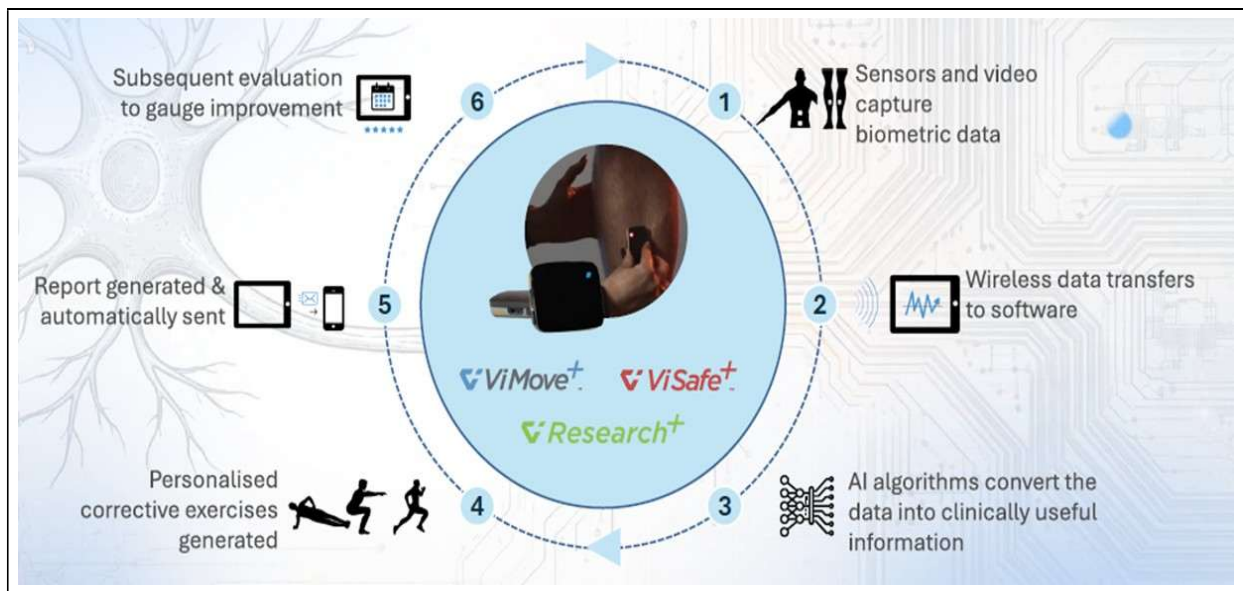 1
Sensors and video
capture
biometric data
2
Wireless data transfers
to software
3
AI algorithms convert the
data into clinically useful
information
4
Personalised
corrective exercises
generated
5
Report generated &
automatically sent
6
Subsequent evaluation
to gauge improvement
ViMove+
ViSafe+
Research+